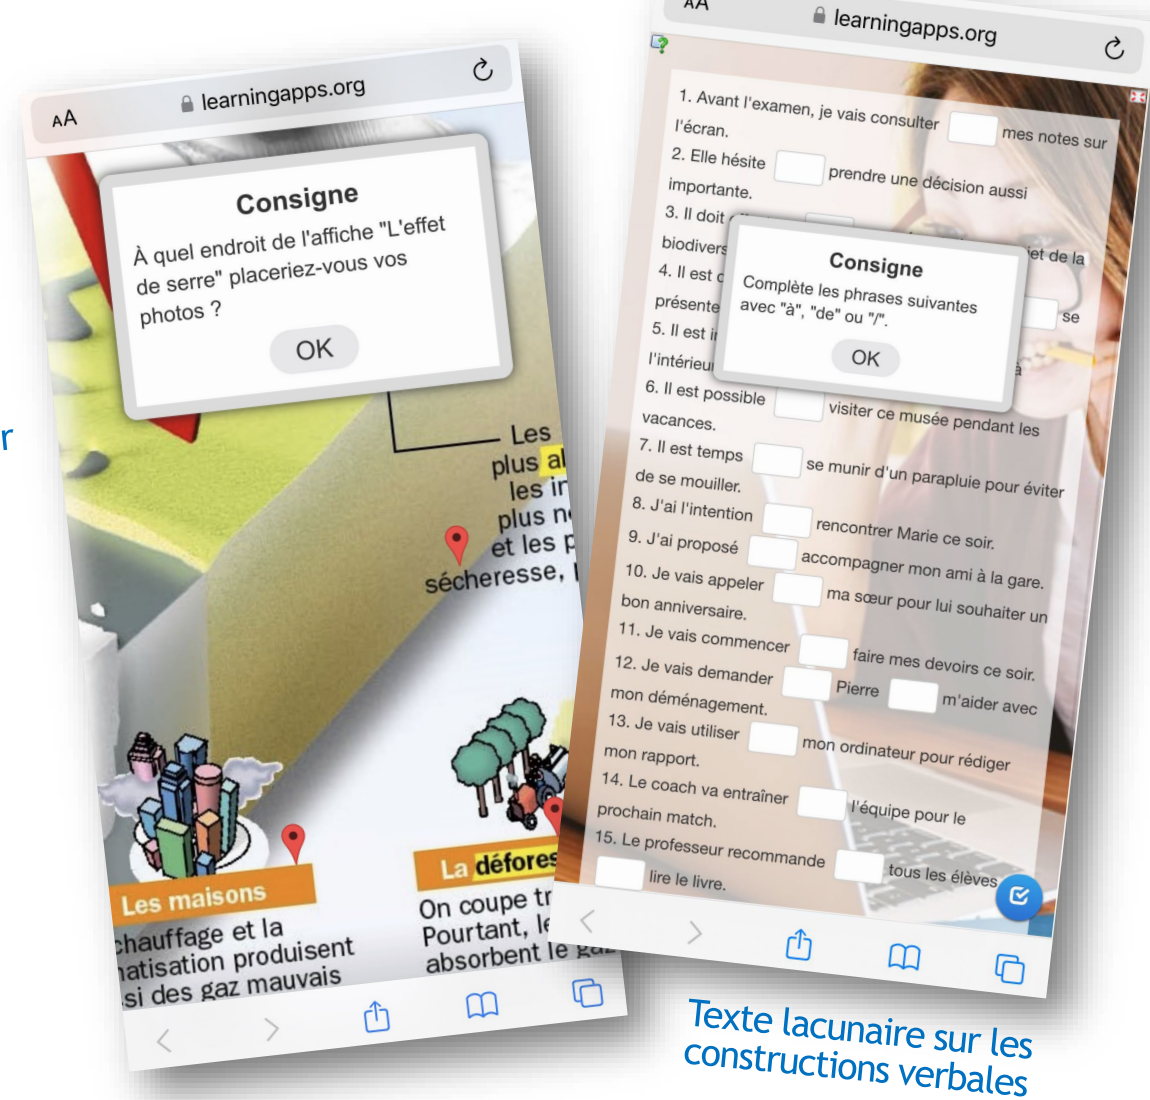 r
AA learningapps.org
Consigne
À quel endroit de l'affiche "L'effet
de serre" placeriez-vous vos
photos ?
OK
Les
plus
les
plus
et les
sécheresse,
Les maisons
chauffage et la
produisent
des gaz mauvais
La
On coupe
Pourtant,
absorbent le
AA learningapps.org
1. Avant l'examen, je vais consulter mes notes sur
l'écran.
2. Elle hésite prendre une décision aussi
importante.
3. Il doit la
4. Il est se
5. Il est
6. Il est possible visiter ce musée pendant les
vacances.
7. Il est temps se munir d'un parapluie pour éviter
de se mouiller.
8. J'ai l'intention rencontrer Marie ce soir.
9. J'ai proposé accompagner mon ami à la gare.
10. Je vais appeler ma sœur pour lui souhaiter un
bon anniversaire.
11. Je vais commencer faire mes devoirs ce soir.
12. Je vais demander Pierre m'aider avec
mon déménagement.
13. Je vais utiliser mon ordinateur pour rédiger
mon rapport.
14. Le coach va entraîner l'équipe pour le
prochain match.
15. Le professeur recommande tous les élèves
lire le livre.
Consigne
Complète les phrases suivantes
avec "à", "de" ou "/".
OK
Texte lacunaire sur les
constructions verbales